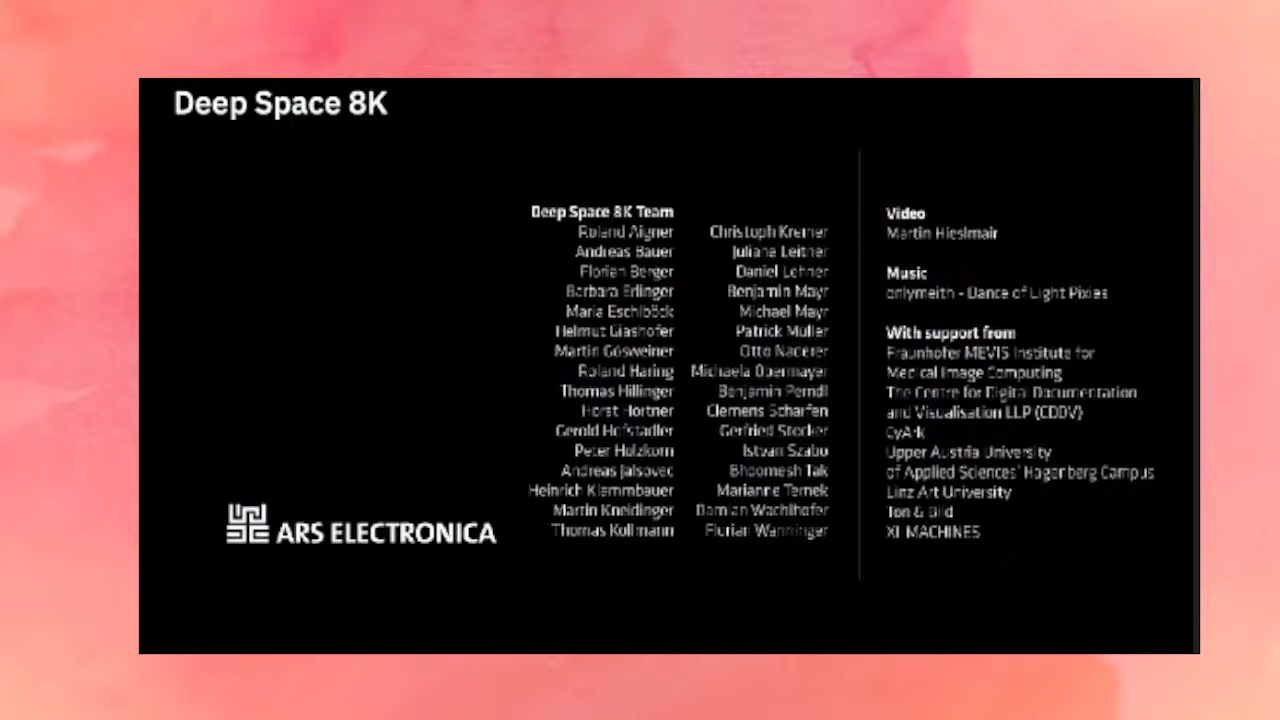 Deep Space 8K
Deep Space 8K Team
Roland Aigner
Andreas Bauer
Florian Berger
Barbara Erlinger
Maria Eschlböck
Helmut Glashofer
Martin Gösweiner
Roland Haring
Thomas Hillinger
Horst Hörtner
Gerold Hofstadler
Peter Holzkorn
Andreas Jalsovec
Heinrich Klammbauer
Martin Kneidinger
Thomas Kollmann
Christoph Kremer
Juliane Leitner
Daniel Lehner
Benjamin Mayr
Michael Mayr
Patrick Müller
Otto Naderer
Michaela Obermayer
Benjamin Perndl
Clemens Scharfen
Gerfried Stocker
Istvan Szabo
Bhoomesh Tak
Marianne Ternek
Damian Wachlhofer
Florian Wanninger
Video
Martin Hieslmair
Music
onlymeith - Dance of Light Pixies
With support from
Fraunhofer MEVIS Institute for
Medical Image Computing
The Centre for Digital Documentation
and Visualisation LLP (CDDV)
CyArk
Upper Austria University
of Applied Sciences' Hagenberg Campus
Linz Art University
Ton & Bild
XI MACHINES
ARS ELECTRONICA